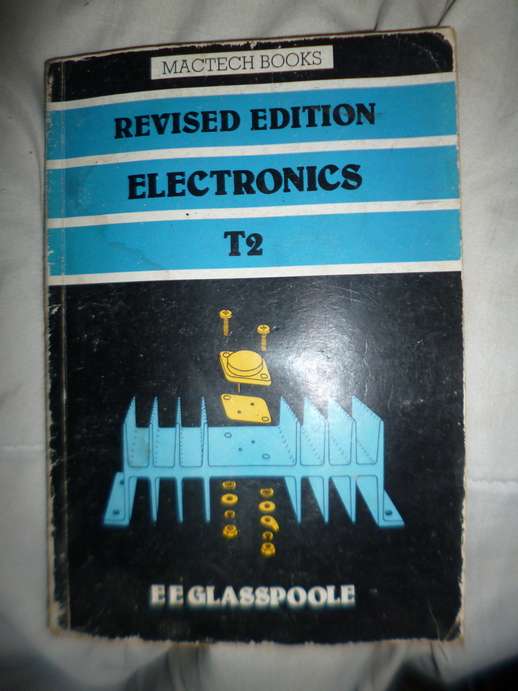 MACTECH BOOKS
REVISED EDITION
ELECTRONICS
T2
E E GLASSPOOLE